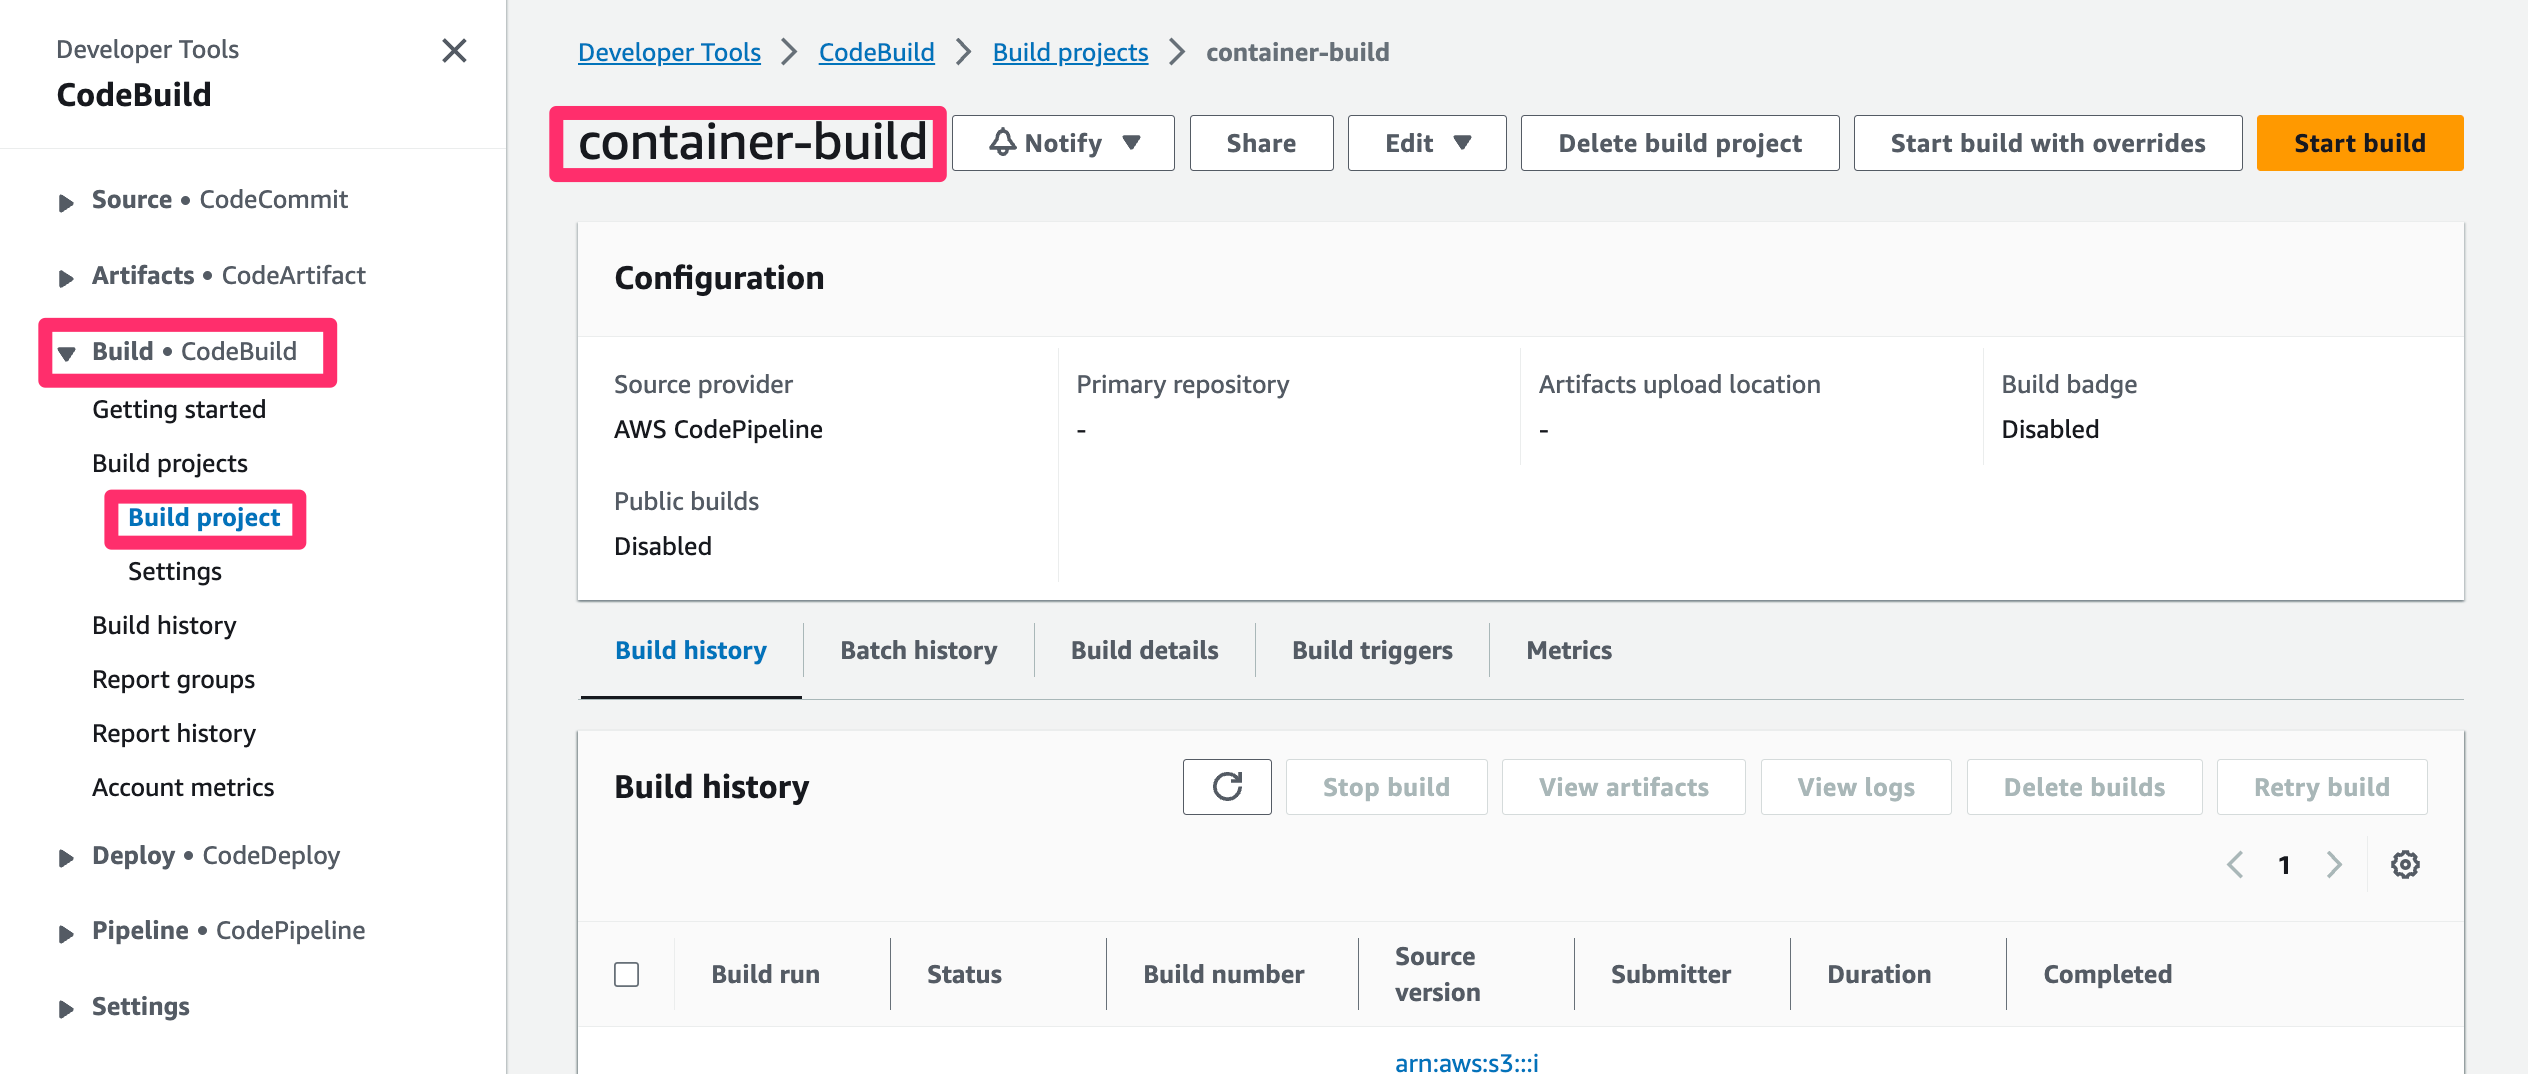 Developer Tools
CodeBuild
Source • CodeCommit
Artifacts • CodeArtifact
Build • CodeBuild
Getting started
Build projects
Build project
Settings
Build history
Report groups
Report history
Account metrics
Deploy • CodeDeploy
Pipeline • CodePipeline
Settings
Developer Tools > CodeBuild > Build projects > container-build
container-build Notify Share Edit Delete build project Start build with overrides Start build
Configuration
Source provider Primary repository Artifacts upload location Build badge
AWS CodePipeline - - Disabled
Public builds
Disabled
Build history Batch history Build details Build triggers Metrics
Build history Stop build View artifacts View logs Delete builds Retry build
1
Build run Status Build number Source version Submitter Duration Completed
arn:aws:s3:::i